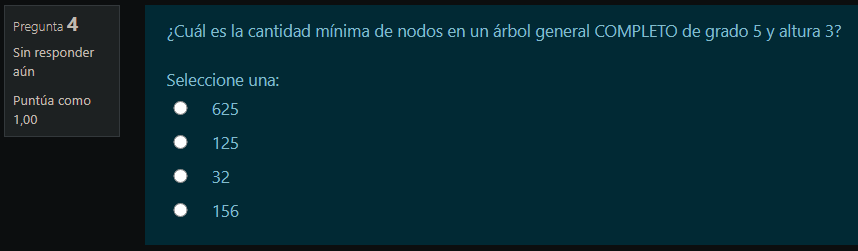 Pregunta 4
Sin responder
aún
Puntúa como
1,00
¿Cuál es la cantidad mínima de nodos en un árbol general COMPLETO de grado 5 y altura 3?
Seleccione una:
625
125
32
156